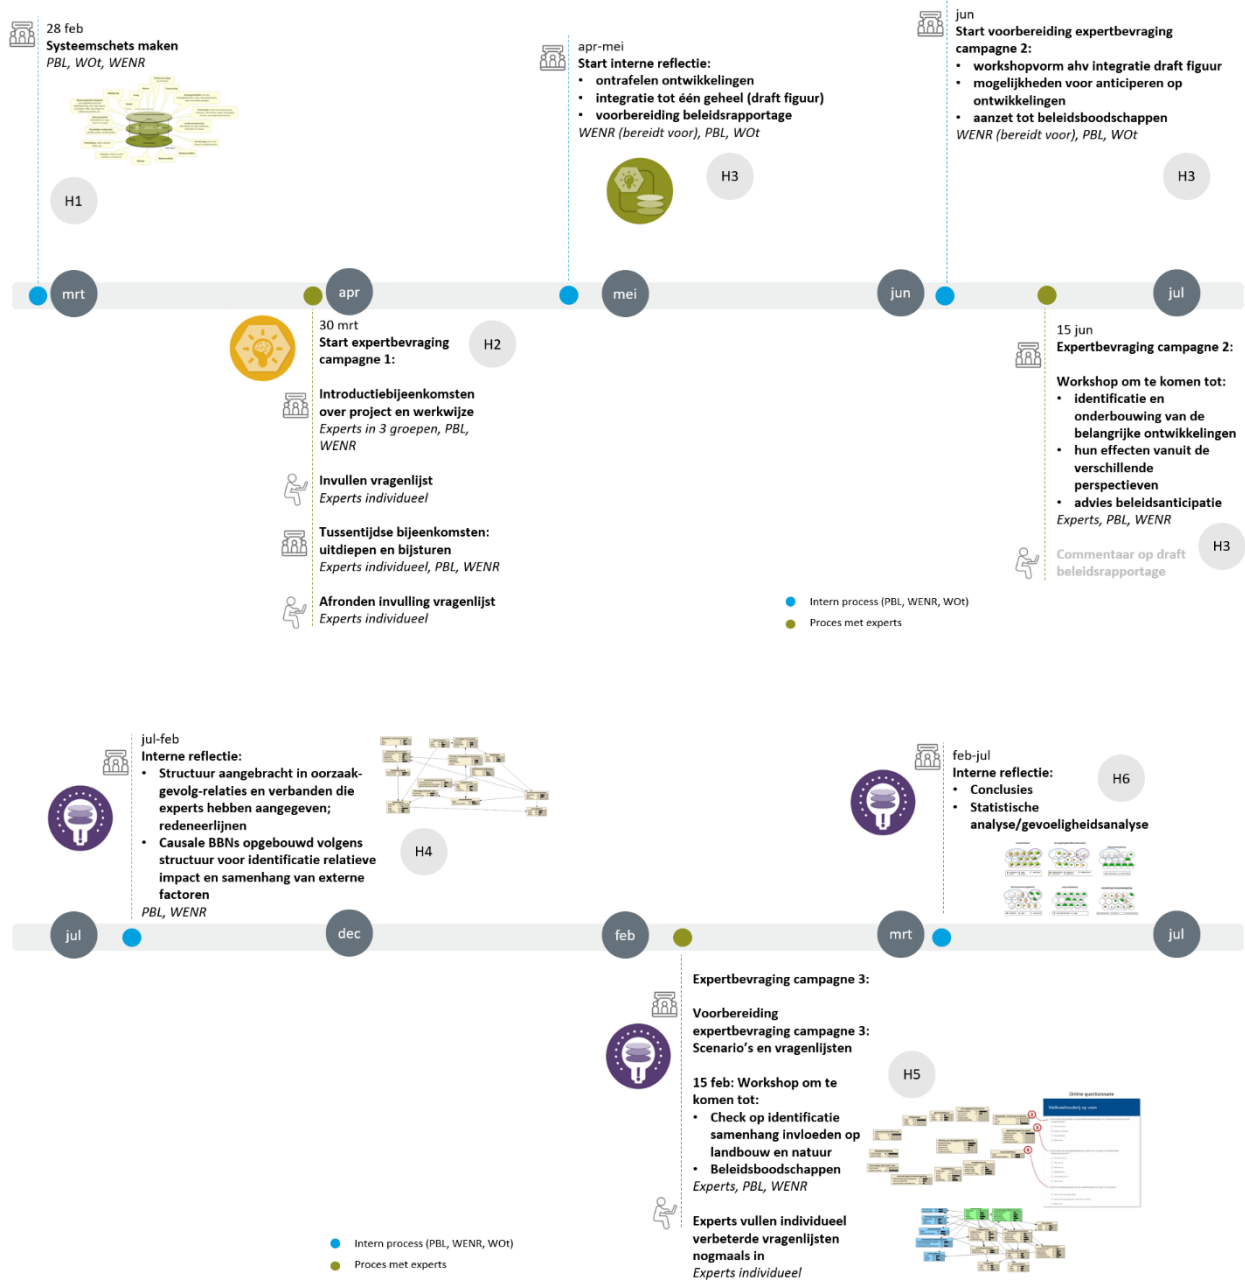 28 feb
Systeemschets maken
PBL, WOt, WENR
H1
apr-mei
Start interne reflectie:
• ontrafelen ontwikkelingen
• integratie tot één geheel (draft figuur)
• voorbereiding beleidsrapportage
WENR (bereidt voor), PBL, WOt
H3
jun
Start voorbereiding expertbevraging
campagne 2:
• workshopvorm ahv integratie draft figuur
• mogelijkheden voor anticiperen op
ontwikkelingen
• aanzet tot beleidsboodschappen
WENR (bereidt voor), PBL, WOt
H3
mrt
apr
mei
jun
jul
30 mrt
Start expertbevraging
campagne 1:
H2
Introductiebijeenkomsten
over project en werkwijze
Experts in 3 groepen, PBL,
WENR
Invullen vragenlijst
Experts individueel
Tussentijdse bijeenkomsten:
uitdiepen en bijsturen
Experts individueel, PBL, WENR
Afronden invulling vragenlijst
Experts individueel
15 jun
Expertbevraging campagne 2:
Workshop om te komen tot:
• identificatie en
onderbouwing van de
belangrijke ontwikkelingen
• hun effecten vanuit de
verschillende
perspectieven
• advies beleidsanticipatie
Experts, PBL, WENR
H3
Commentaar op draft
beleidsrapportage
Intern process (PBL, WENR, WOt)
Proces met experts
jul-feb
Interne reflectie:
• Structuur aangebracht in oorzaak-
gevolg-relaties en verbanden die
experts hebben aangegeven;
redeneerlijnen
• Causale BBNs opgebouwd volgens
structuur voor identificatie relatieve
impact en samenhang van externe
factoren
PBL, WENR
H4
feb-jul
Interne reflectie:
• Conclusies
• Statistische
analyse/gevoeligheidsanalyse
H6
jul
dec
feb
mrt
jul
Expertbevraging campagne 3:
Voorbereiding
expertbevraging campagne 3:
Scenario's en vragenlijsten
H5
15 feb: Workshop om te
komen tot:
• Check op identificatie
samenhang invloeden op
landbouw en natuur
• Beleidsboodschappen
Experts, PBL, WENR
Online questionnaire
Experts vullen individueel
verbeterde vragenlijsten
nogmaals in
Experts individueel
Intern process (PBL, WENR, WOt)
Proces met experts